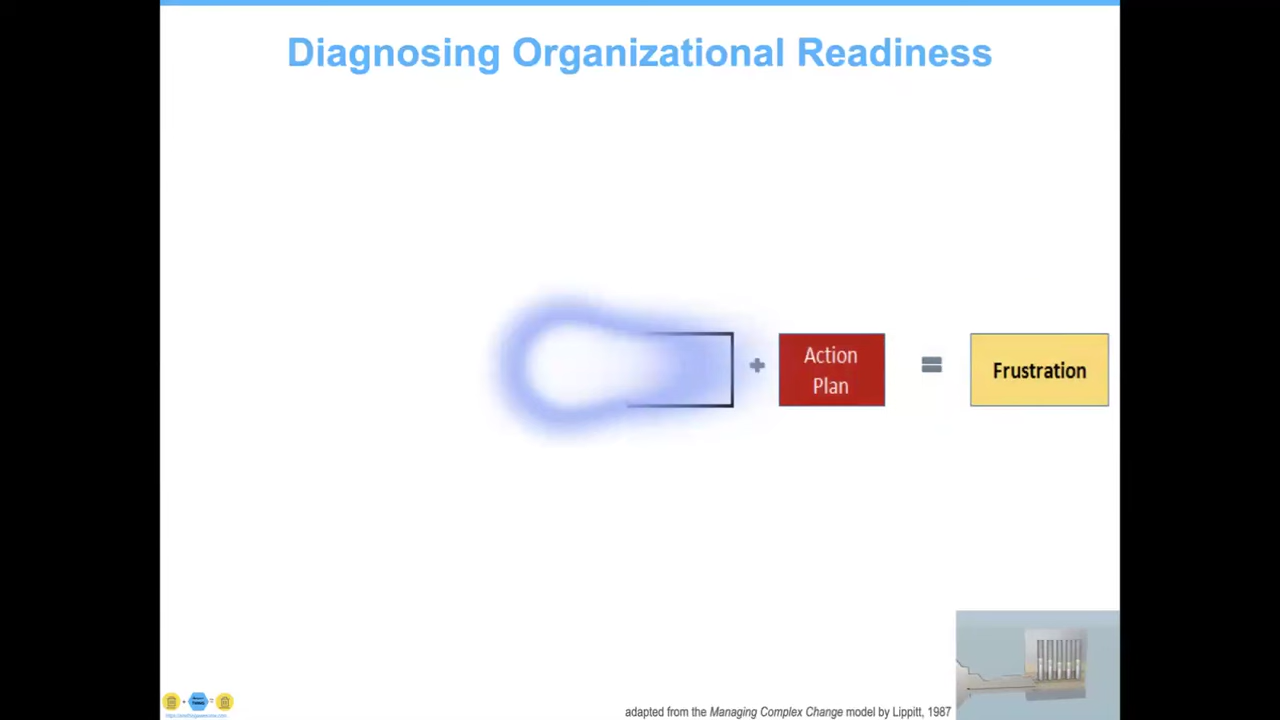 Diagnosing Organizational Readiness
Action
Plan
Frustration
adapted from the Managing Complex Change model by Lippitt, 1987